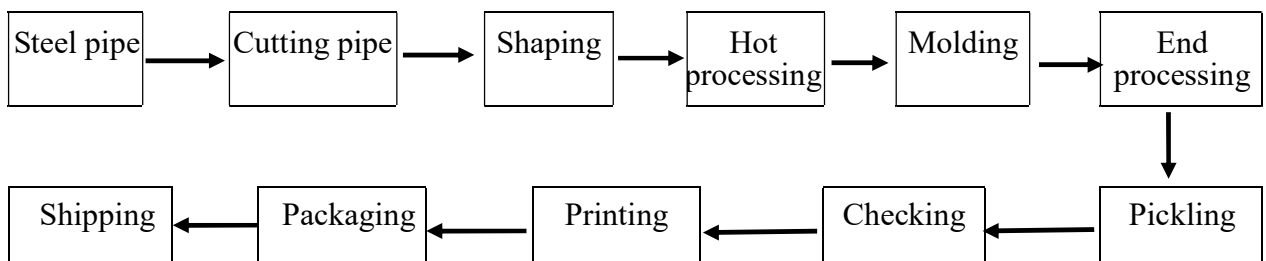 Steel pipe
Cutting pipe
Shaping
Hot
processing
Molding
End
processing
Pickling
Checking
Printing
Packaging
Shipping